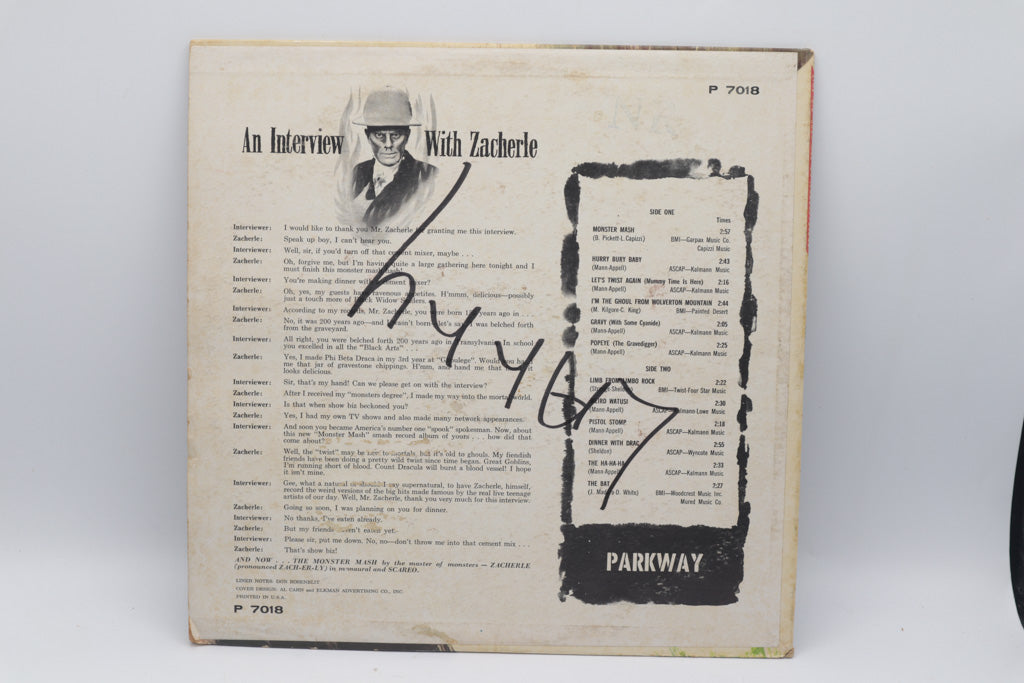 P 7018
An Interview With Zacherle
Interviewer: I would like to thank you Mr. Zacherle for granting me this interview.
Zacherle: Speak up boy, I can't hear you.
Interviewer: Well, sir, if you'd turn off that cement mixer, maybe . . .
Zacherle: Oh, forgive me, but I'm having quite a large gathering here tonight and I
must finish this monster mash
Interviewer: You're making dinner with cement mixer?
Zacherle: Oh, yes, my guests have ravenous appetites. H'mmm, delicious—possibly
just a touch more of Black Widow Spiders.
Interviewer: According to my records, Mr. Zacherle, you were born years ago in . . .
Zacherle: No, it was 200 years ago—and I wasn't born—let's say I was belched forth
from the graveyard.
Interviewer: All right, you were belched forth 200 years ago in Transylvania. In school
you excelled in all the "Black Arts" . . .
Zacherle: Yes, I made Phi Beta Draca in my 3rd year at Would you hand
me that jar of gravestone chippings. H'mm, and hand me that
looks delicious.
Interviewer: Sir, that's my hand! Can we please get on with the interview?
Zacherle: After I received my "monsters degree", I made my way into the mortal world.
Interviewer: Is that when show biz beckoned you?
Zacherle: Yes, I had my own TV shows and also made many network appearances.
Interviewer: And soon you became America's number one "spook" spokesman. Now, about
this new "Monster Mash" smash record album of yours . . . how did that
come about?
Zacherle: Well, the "twist" may be new to mortals, but it's old to ghouls. My fiendish
friends have been doing a pretty wild twist since time began. Great Goblins,
I'm running short of blood. Count Dracula will burst a blood vessel! I hope
it isn't mine.
Interviewer: Gee, what a natural or should I say supernatural, to have Zacherle, himself,
record the weird versions of the big hits made famous by the real live teenage
artists of our day. Well, Mr. Zacherle, thank you very much for this interview.
Zacherle: Going so soon, I was planning on you for dinner.
Interviewer: No thanks, I've eaten already.
Zacherle: But my friends haven't eaten yet.
Interviewer: Please sir, put me down. No, no—don't throw me into that cement mix . . .
Zacherle: That's show biz!
AND NOW . . . THE MONSTER MASH by the master of monsters — ZACHERLE
(pronounced ZACH-ER-LY) in monaural and SCAREO.
LINER NOTES:
COVER DESIGN: AL CAHN and ELKMAN ADVERTISING CO., INC.
PRINTED IN U.S.A.
P 7018
SIDE ONE
Times
MONSTER MASH 2:57
(B. Pickett-L. Capizzi) BMI—Garpax Music Co.
Capizzi Music
HURRY BURY BABY 2:43
(Mann-Appell) ASCAP—Kalmann Music
LET'S TWIST AGAIN (Mummy Time Is Here) 2:16
(Mann-Appell) ASCAP—Kalmann Music
I'M THE GHOUL FROM WOLVERTON MOUNTAIN 2:44
(M. Kilgore-C. King) BMI—Painted Desert
GRAVY (With Some Cyanide) 2:05
(Mann-Appell) ASCAP—Kalmann Music
POPEYE (The Gravedigger) 2:25
(Mann-Appell) ASCAP—Kalmann Music
SIDE TWO
LIMB FROM LIMBO ROCK 2:22
(Strange-Sheldon) BMI—Twist-Four Star Music
WEIRD WATUSI 2:30
(Mann-Appell) ASCAP—Kalmann-Lowe Music
PISTOL STOMP 2:18
(Mann-Appell) ASCAP—Kalmann Music
DINNER WITH DRAC 2:55
(Sheldon) ASCAP—Wyncote Music
THE HA-HA-HA 2:33
(Mann-Appell) ASCAP—Kalmann Music
THE BAT 2:27
(J. Madara-D. White) BMI—Woodcrest Music Inc.
Mured Music Co.
PARKWAY